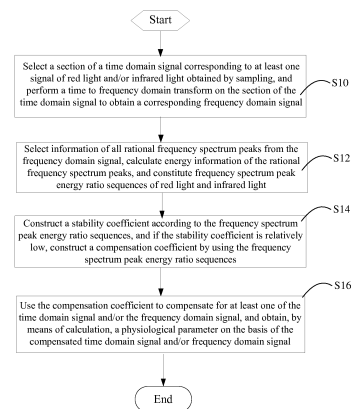 Start
Select a section of a time domain signal corresponding to at least one
signal of red light and/or infrared light obtained by sampling, and
perform a time to frequency domain transform on the section of the
time domain signal to obtain a corresponding frequency domain signal
S10
Select information of all rational frequency spectrum peaks from the
frequency domain signal, calculate energy information of the rational
frequency spectrum peaks, and constitute frequency spectrum peak
energy ratio sequences of red light and infrared light
S12
Construct a stability coefficient according to the frequency spectrum
peak energy ratio sequences, and if the stability coefficient is relatively
low, construct a compensation coefficient by using the frequency
spectrum peak energy ratio sequences
S14
Use the compensation coefficient to compensate for at least one of the
time domain signal and/or the frequency domain signal, and obtain, by
means of calculation, a physiological parameter on the basis of the
compensated time domain signal and/or frequency domain signal
S16
End